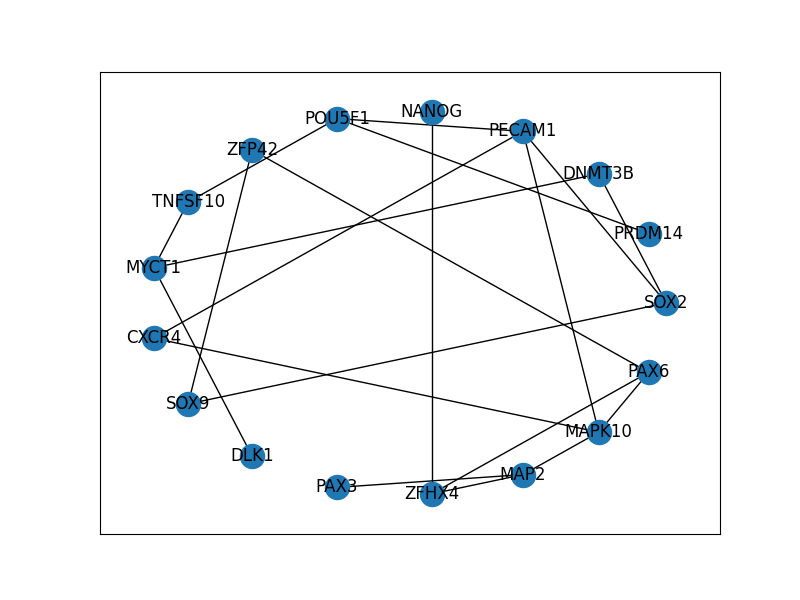 NANOG
POU5F1
PECAM1
ZFP42
DNMT3B
TNFSF10
PRDM14
MYCT1
SOX2
CXCR4
PAX6
SOX9
MAPK10
DLK1
MAP2
PAX3
ZFHX4